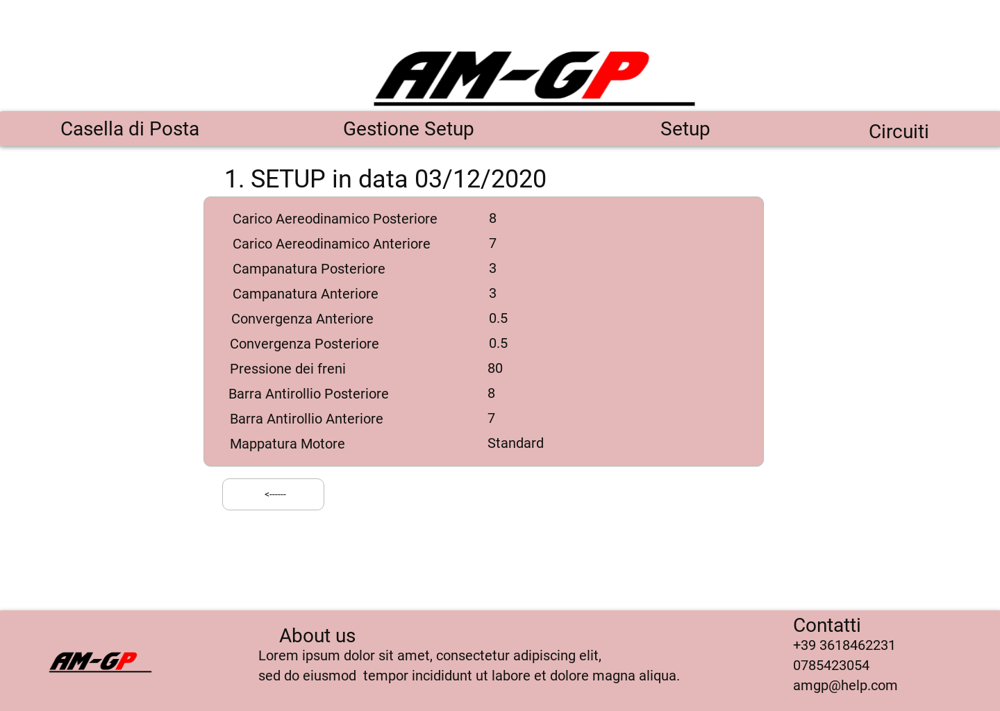 AM-GP
Casella di Posta
Gestione Setup
Setup
Circuiti
1. SETUP in data 03/12/2020
Carico Aereodinamico Posteriore 8
Carico Aereodinamico Anteriore 7
Campanatura Posteriore 3
Campanatura Anteriore 3
Convergenza Anteriore 0.5
Convergenza Posteriore 0.5
Pressione dei freni 80
Barra Antirollio Posteriore 8
Barra Antirollio Anteriore 7
Mappatura Motore Standard
<------
AM-GP
About us
Lorem ipsum dolor sit amet, consectetur adipiscing elit,
sed do eiusmod  tempor incididunt ut labore et dolore magna aliqua.
Contatti
+39 3618462231
0785423054
amgp@help.com